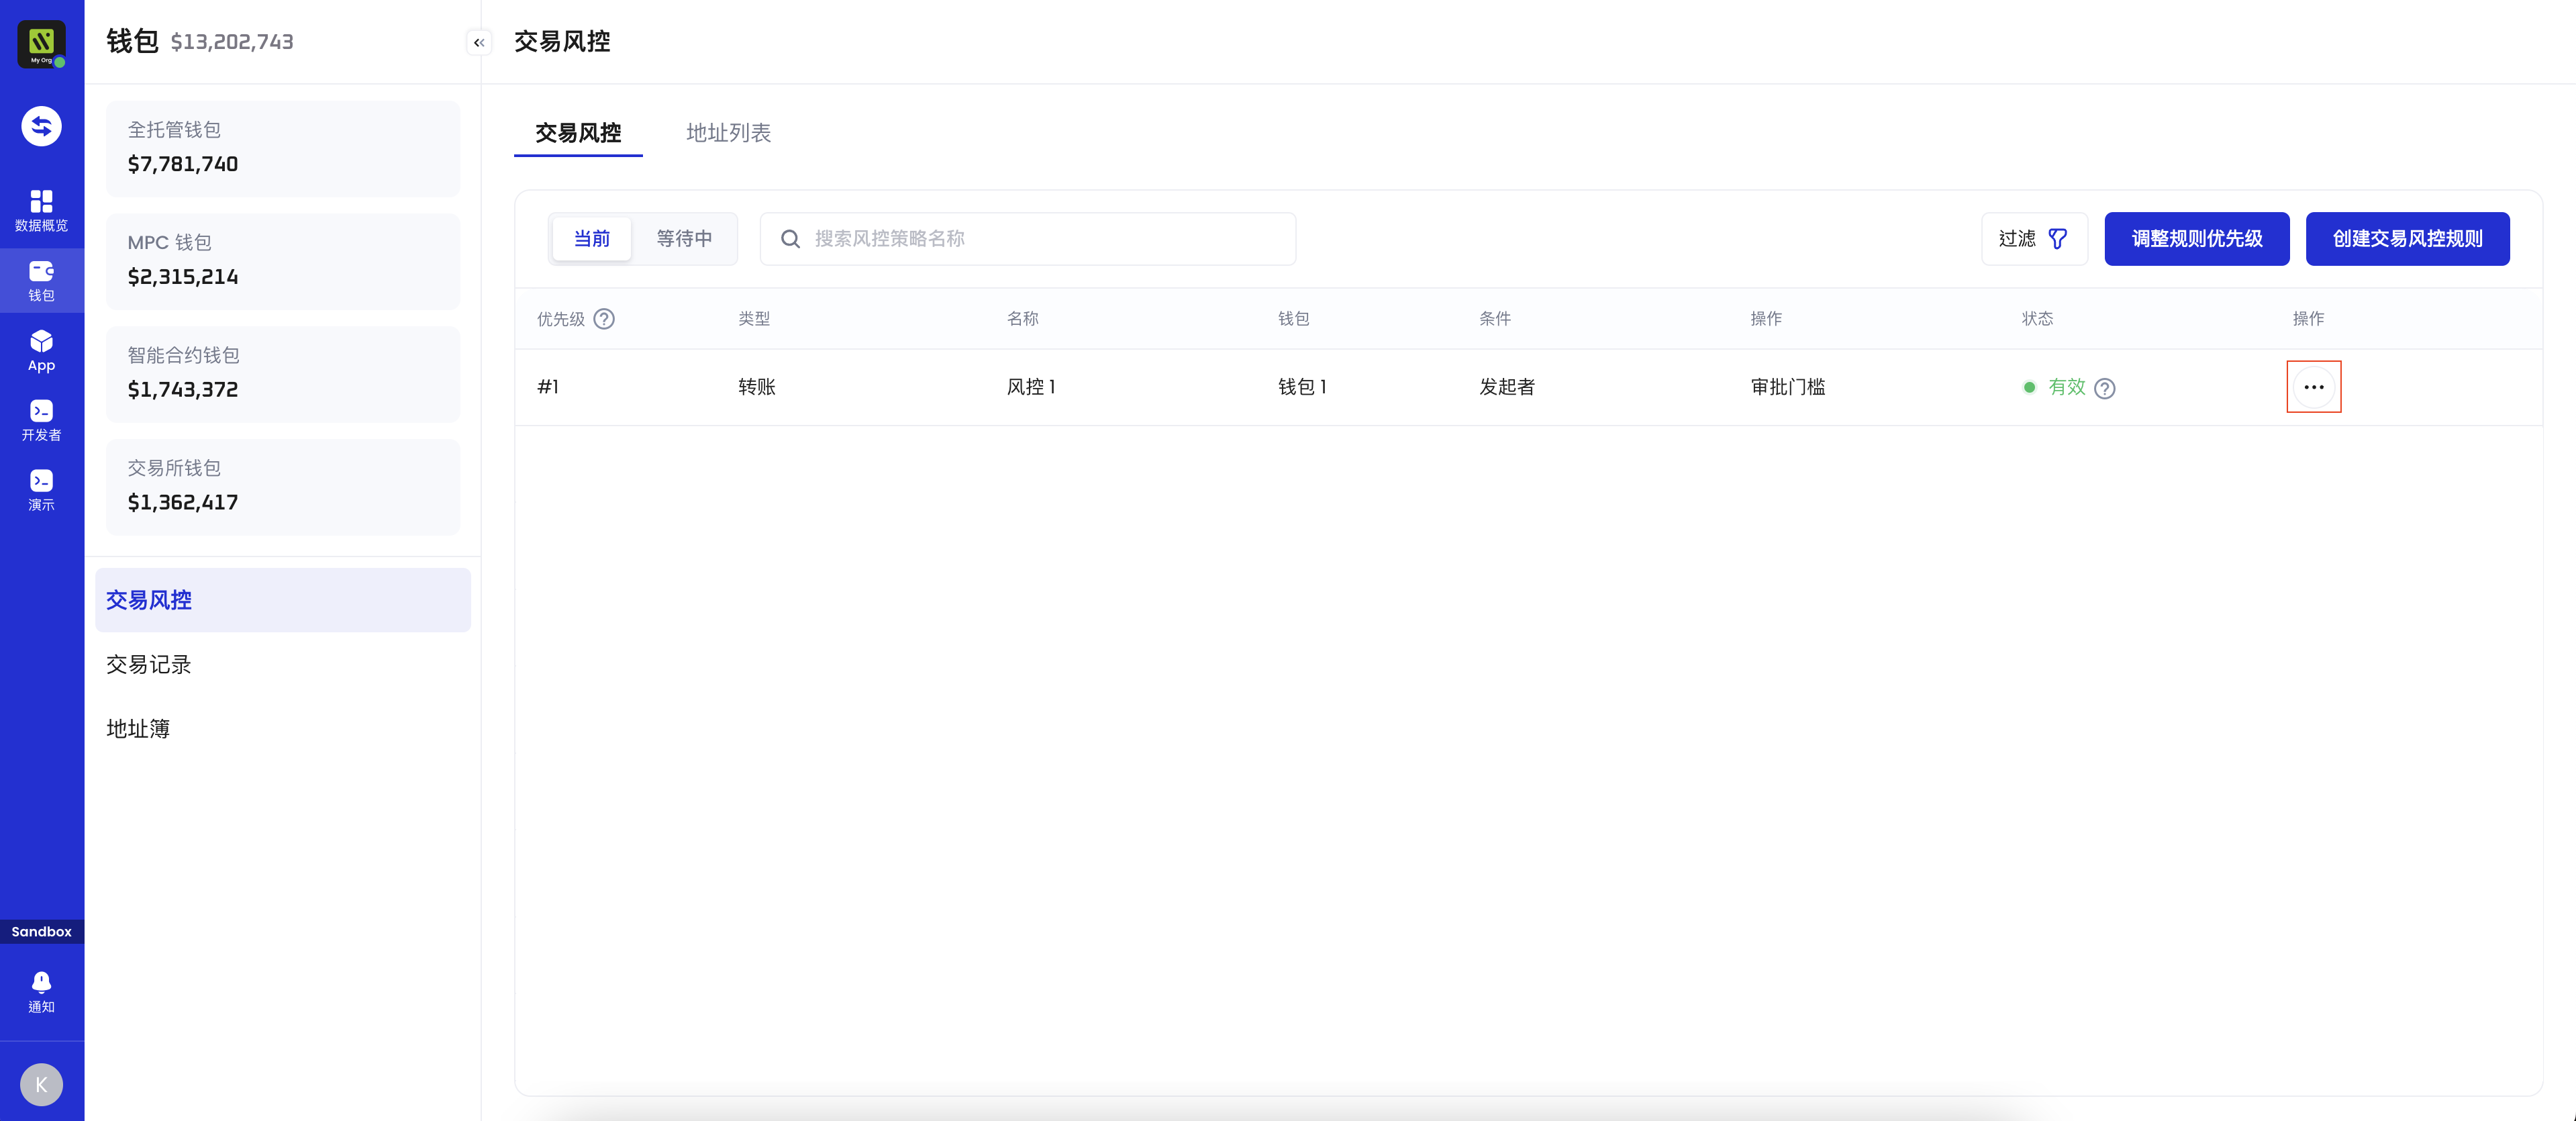 My Org
数据概览
钱包
App
开发者
演示
Sandbox
通知
K
钱包 $13,202,743
全托管钱包
$7,781,740
MPC 钱包
$2,315,214
智能合约钱包
$1,743,372
交易所钱包
$1,362,417
交易风控
交易记录
地址簿
交易风控
交易风控 地址列表
当前 等待中 搜索风控策略名称 过滤 调整规则优先级 创建交易风控规则
优先级 类型 名称 钱包 条件 操作 状态 操作
#1 转账 风控 1 钱包 1 发起者 审批门槛 有效